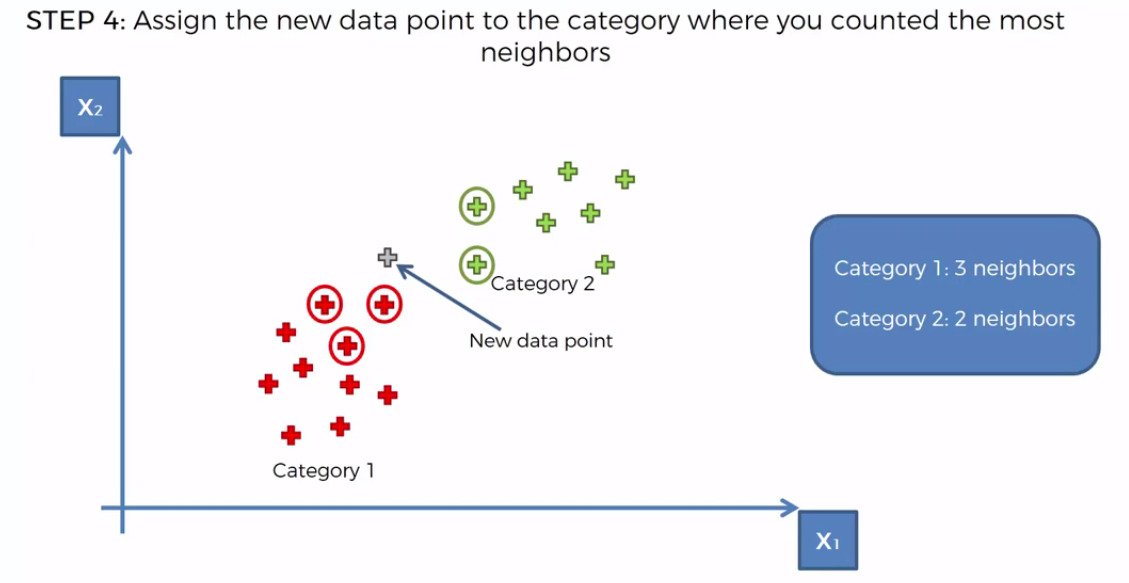 STEP 4: Assign the new data point to the category where you counted the most
neighbors
X2
Category 1: 3 neighbors
Category 2
Category 2: 2 neighbors
New data point
Category 1
X1